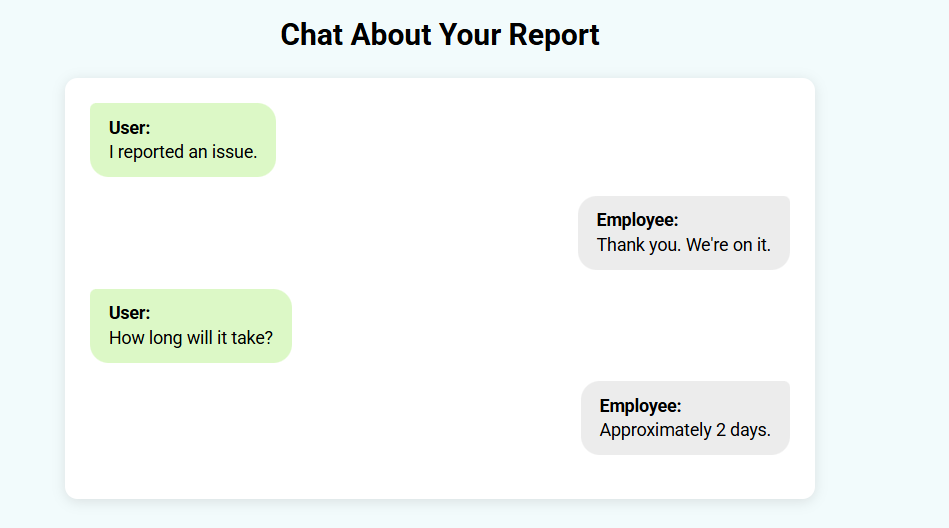 Chat About Your Report
User:
I reported an issue.
Employee:
Thank you. We're on it.
User:
How long will it take?
Employee:
Approximately 2 days.